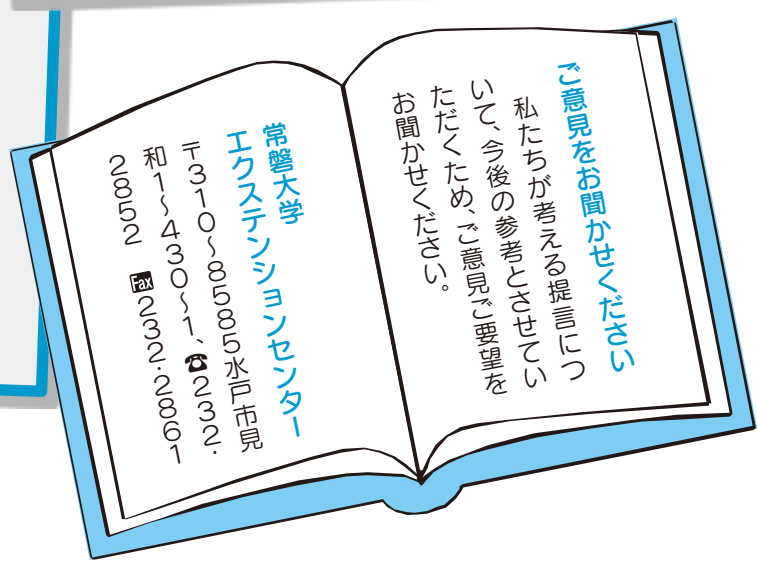 ご意見をお聞かせください
私たちが考える提言につ
いて、今後の参考とさせてい
ただくため、ご意見ご要望を
お聞かせください。
常磐大学
エクステンションセンター
〒310〜8585水戸市見
和1〜430〜1、☎232・
2852 Fax232・2861